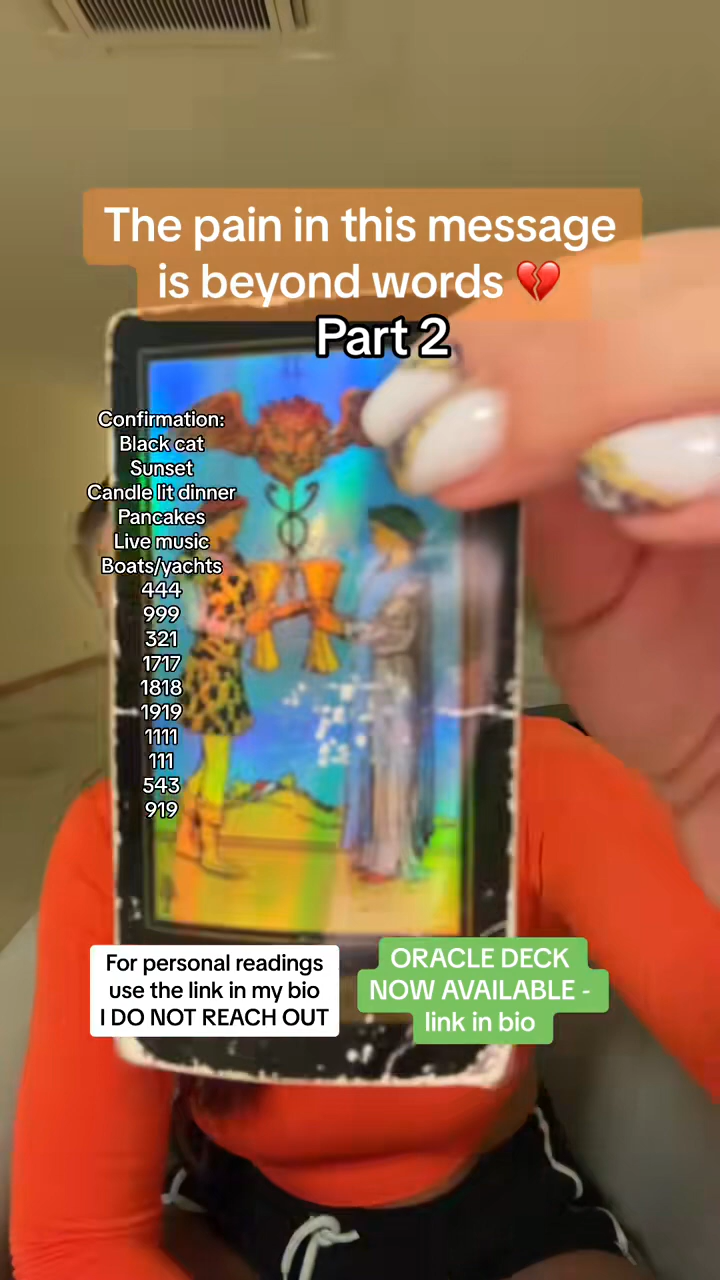 The pain in this message
is beyond words 💔
Part 2
Confirmation:
Black cat
Sunset
Candle lit dinner
Pancakes
Live music
Boats/yachts
444
999
321
1717
1818
1919
1111
111
543
919
For personal readings
use the link in my bio
I DO NOT REACH OUT
ORACLE DECK
NOW AVAILABLE -
link in bio